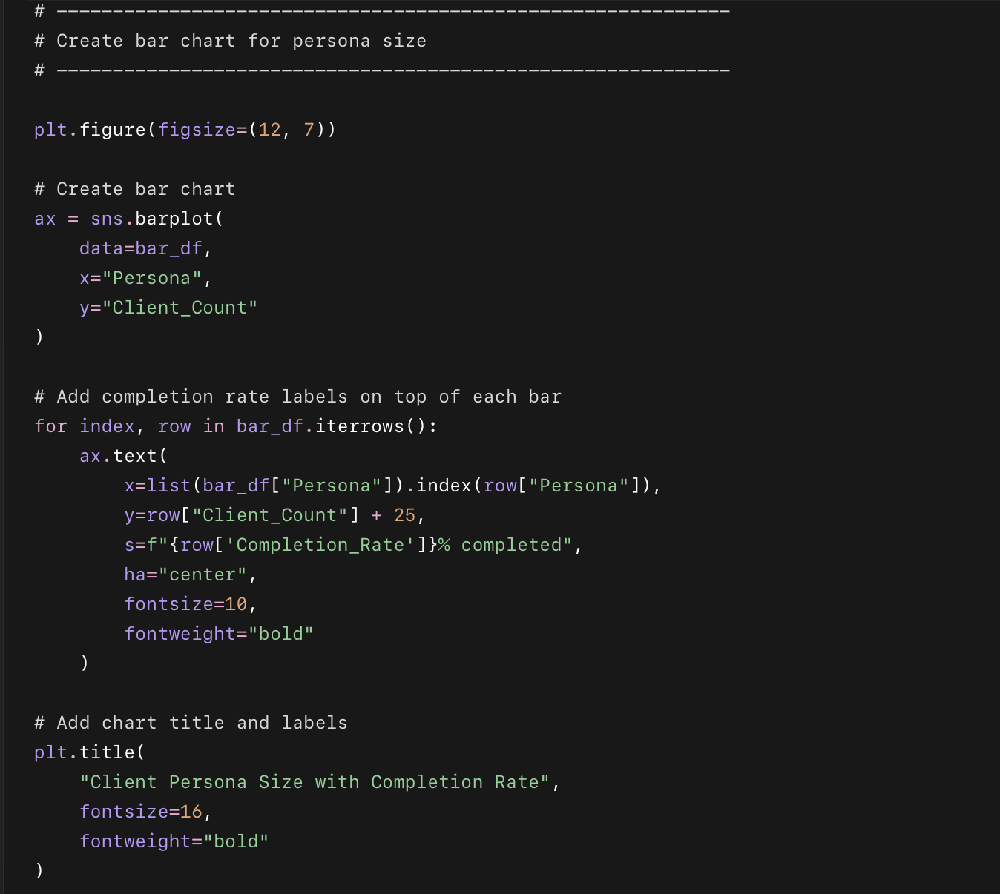 # ————————————————————————————————————————————————————————————
# Create bar chart for persona size
# ————————————————————————————————————————————————————————————

plt.figure(figsize=(12, 7))

# Create bar chart
ax = sns.barplot(
    data=bar_df,
    x="Persona",
    y="Client_Count"
)

# Add completion rate labels on top of each bar
for index, row in bar_df.iterrows():
    ax.text(
        x=list(bar_df["Persona"]).index(row["Persona"]),
        y=row["Client_Count"] + 25,
        s=f"{row['Completion_Rate']}% completed",
        ha="center",
        fontsize=10,
        fontweight="bold"
    )

# Add chart title and labels
plt.title(
    "Client Persona Size with Completion Rate",
    fontsize=16,
    fontweight="bold"
)